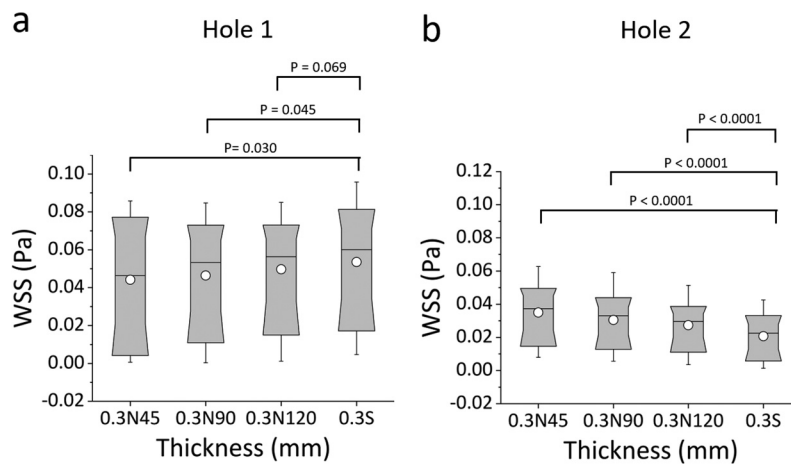 a
Hole 1
P = 0.069
P = 0.045
P= 0.030
0.10
0.08
0.06
0.04
0.02
0.00
-0.02
WSS (Pa)
0.3N45 0.3N90 0.3N120 0.3S
Thickness (mm)
b
Hole 2
P < 0.0001
P < 0.0001
P < 0.0001
0.12
0.10
0.08
0.06
0.04
0.02
0.00
-0.02
WSS (Pa)
0.3N45 0.3N90 0.3N120 0.3S
Thickness (mm)